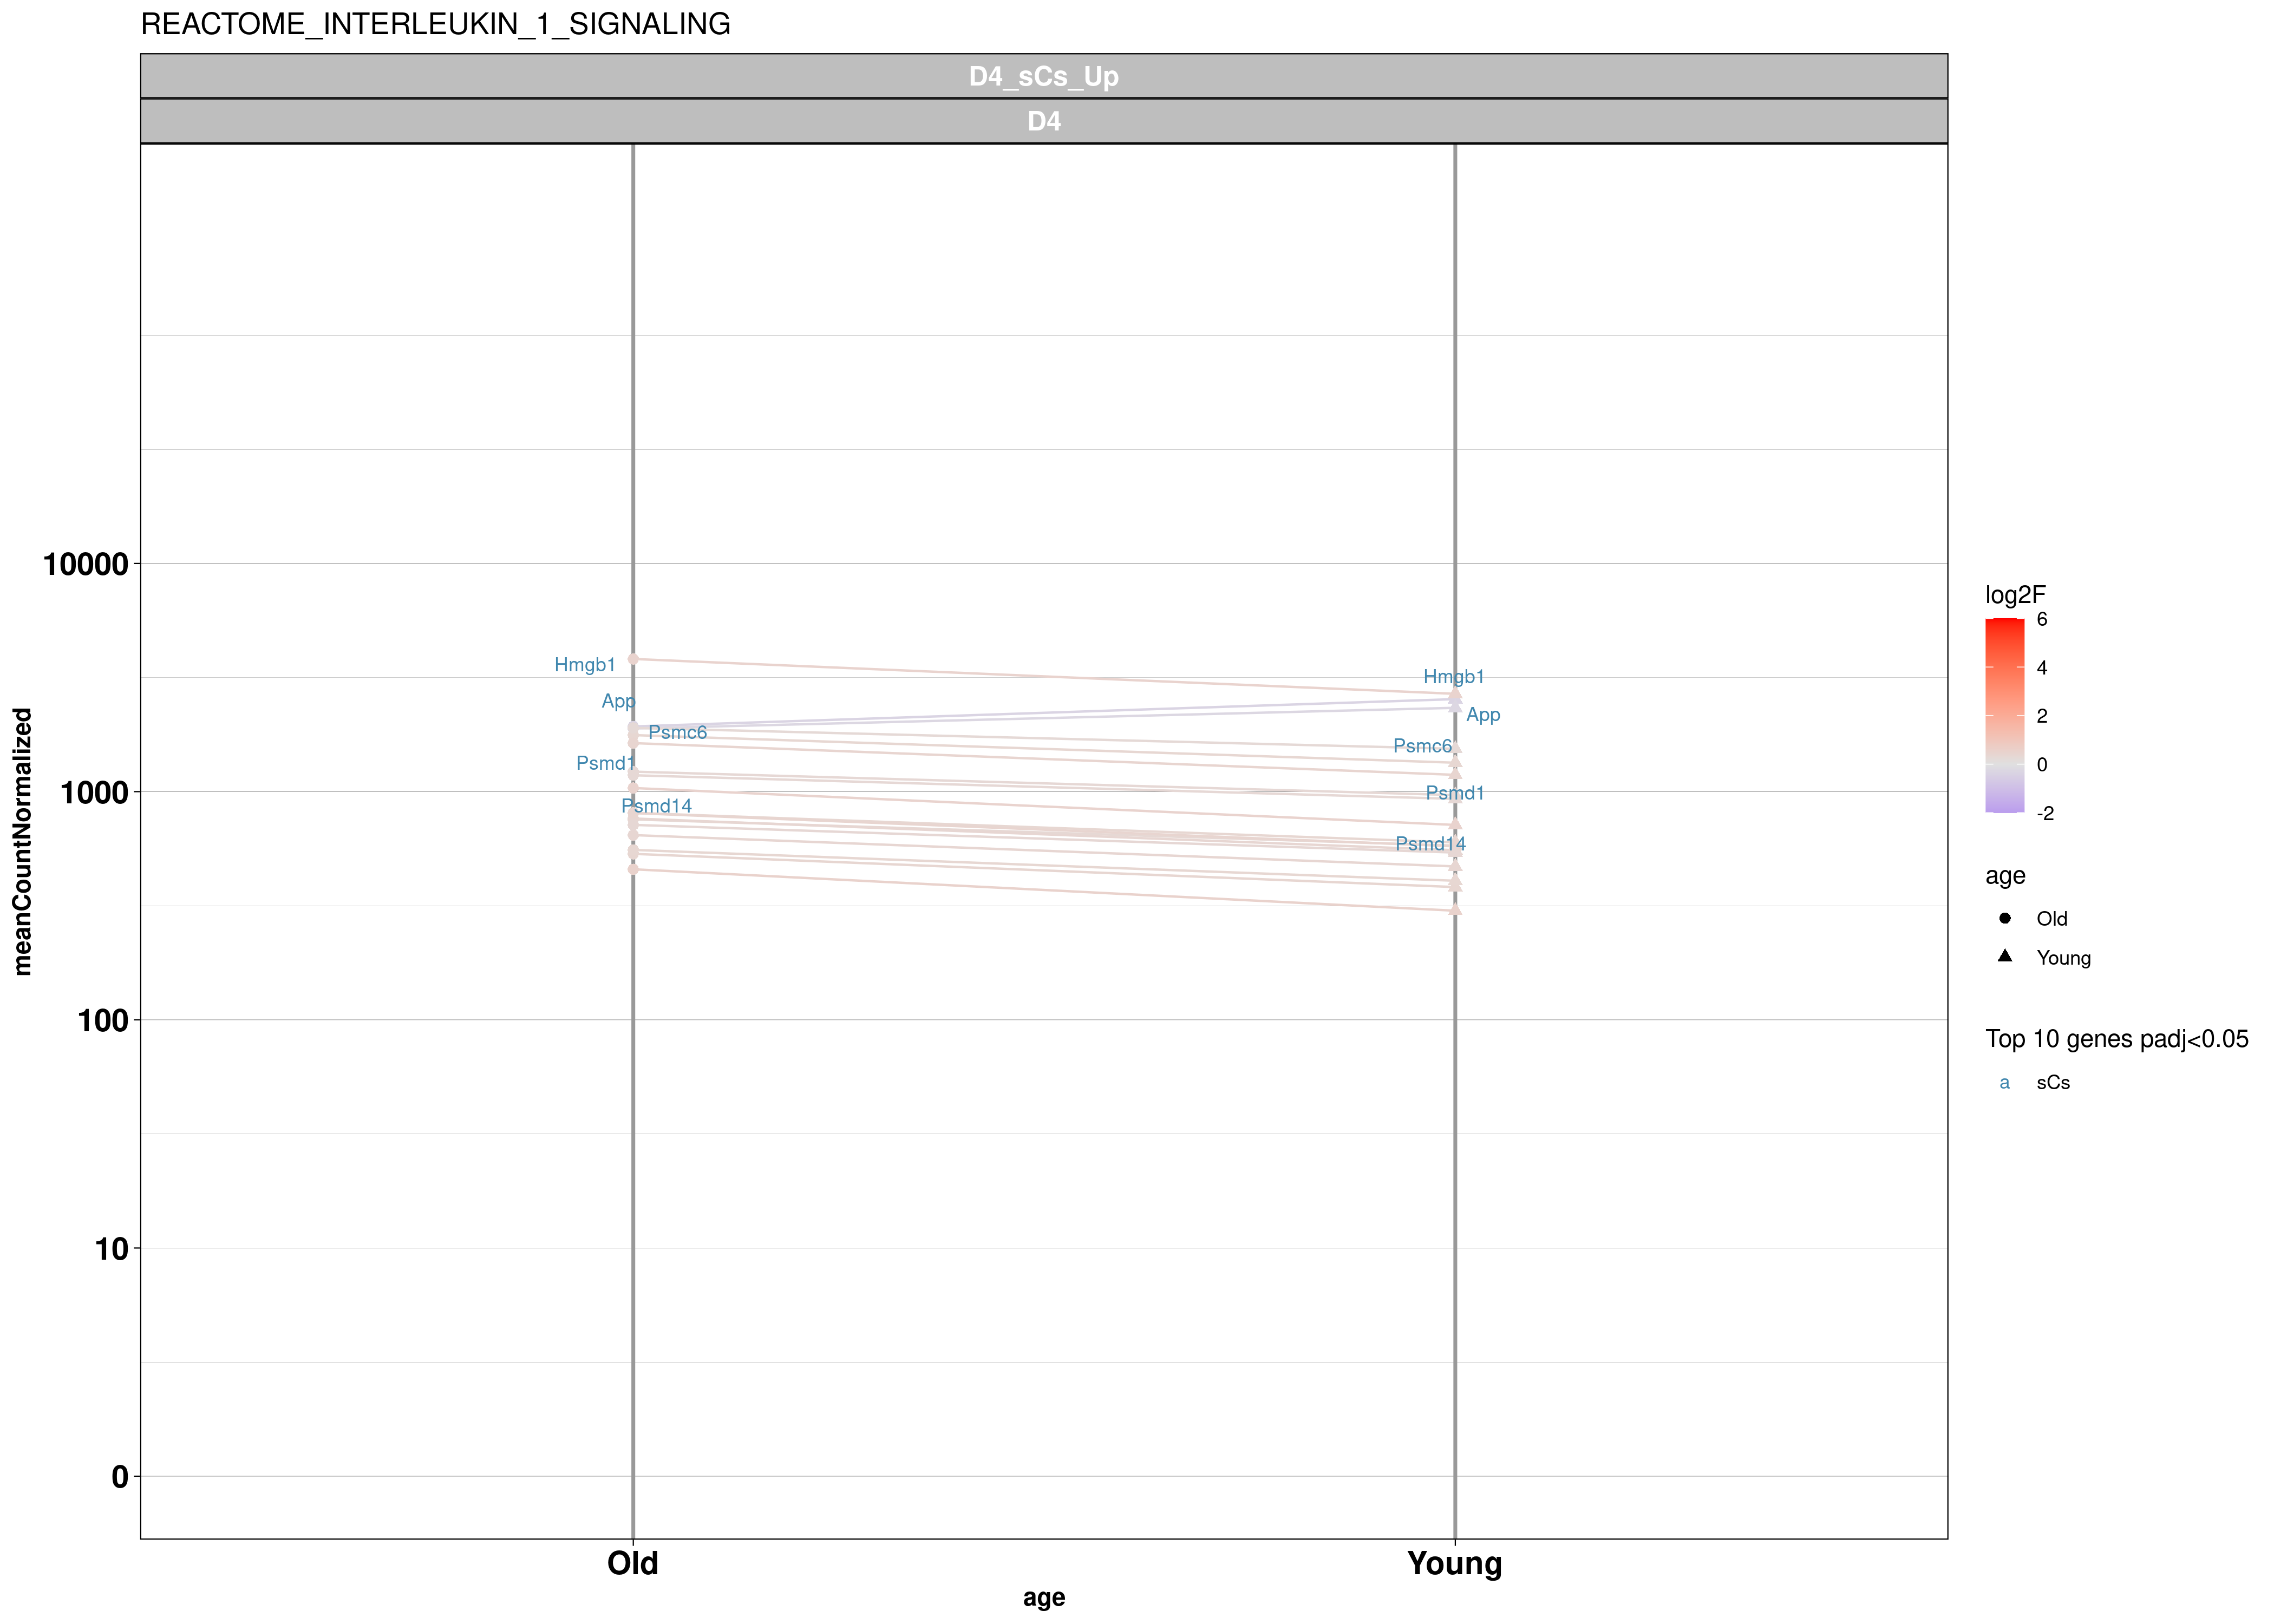 REACTOME_INTERLEUKIN_1_SIGNALING
D4_sCs_Up
D4
meanCountNormalized
10000
1000
100
10
0
Hmgb1
App
Psmc6
Psmd1
Psmd14
Hmgb1
App
Psmc6
Psmd1
Psmd14
Old
Young
age
log2F
6
4
2
0
-2
age
Old
Young
Top 10 genes padj<0.05
a sCs